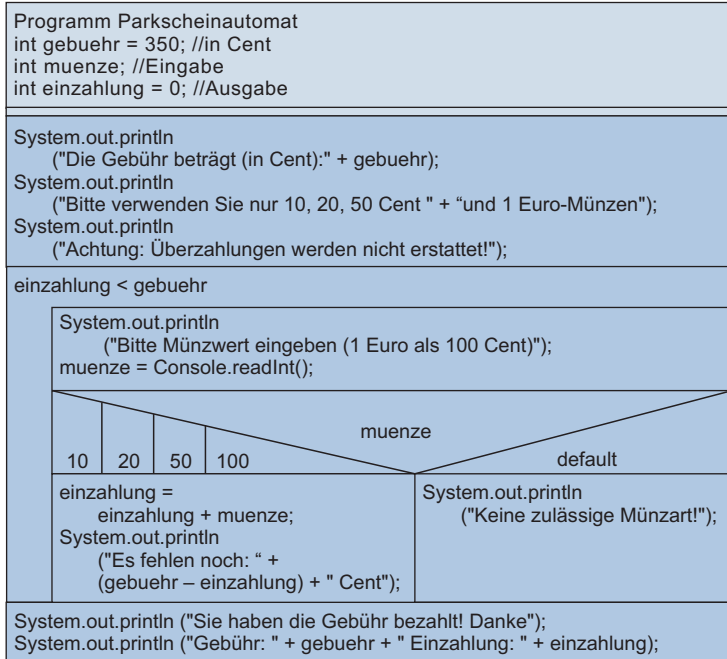 Programm Parkscheinautomat
int gebuehr = 350; //in Cent
int muenze; //Eingabe
int einzahlung = 0; //Ausgabe
System.out.println
("Die Gebühr beträgt (in Cent):" + gebuehr);
System.out.println
("Bitte verwenden Sie nur 10, 20, 50 Cent " + “und 1 Euro-Münzen");
System.out.println
("Achtung: Überzahlungen werden nicht erstattet!");
einzahlung < gebuehr
System.out.println
("Bitte Münzwert eingeben (1 Euro als 100 Cent)");
muenze = Console.readInt();
muenze
10 20 50 100 default
einzahlung =
einzahlung + muenze;
System.out.println
("Es fehlen noch: “ +
(gebuehr – einzahlung) + " Cent");
System.out.println
("Keine zulässige Münzart!");
System.out.println ("Sie haben die Gebühr bezahlt! Danke");
System.out.println ("Gebühr: " + gebuehr + " Einzahlung: " + einzahlung);